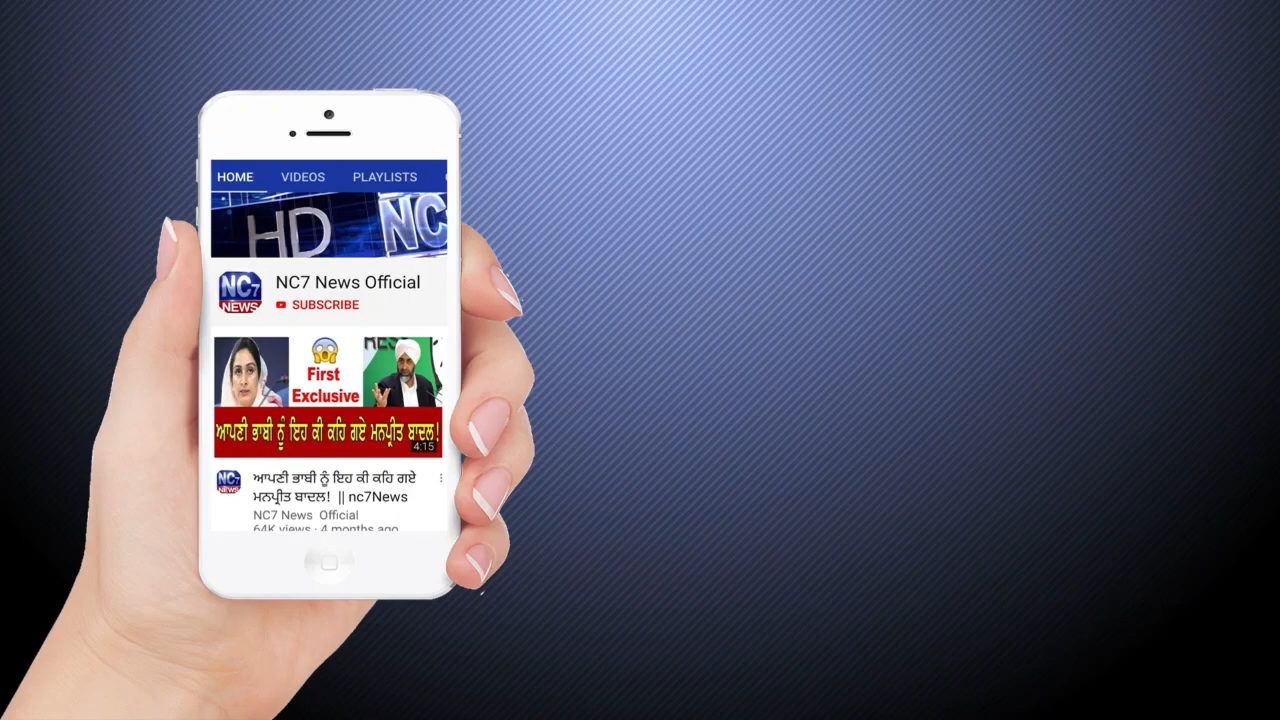 HOME VIDEOS PLAYLISTS
HD NC
NC7 NEWS
NC7 News Official
SUBSCRIBE
First
Exclusive
ਆਪਣੀ ਭਾਬੀ ਨੂੰ ਇਹ ਕੀ ਕਹਿ ਗਏ ਮਨਪ੍ਰੀਤ ਬਾਦਲ!
4:15
NC7 NEWS
ਆਪਣੀ ਭਾਬੀ ਨੂੰ ਇਹ ਕੀ ਕਹਿ ਗਏ
ਮਨਪ੍ਰੀਤ ਬਾਦਲ! || nc7News
NC7 News Official
64K views · 4 months ago